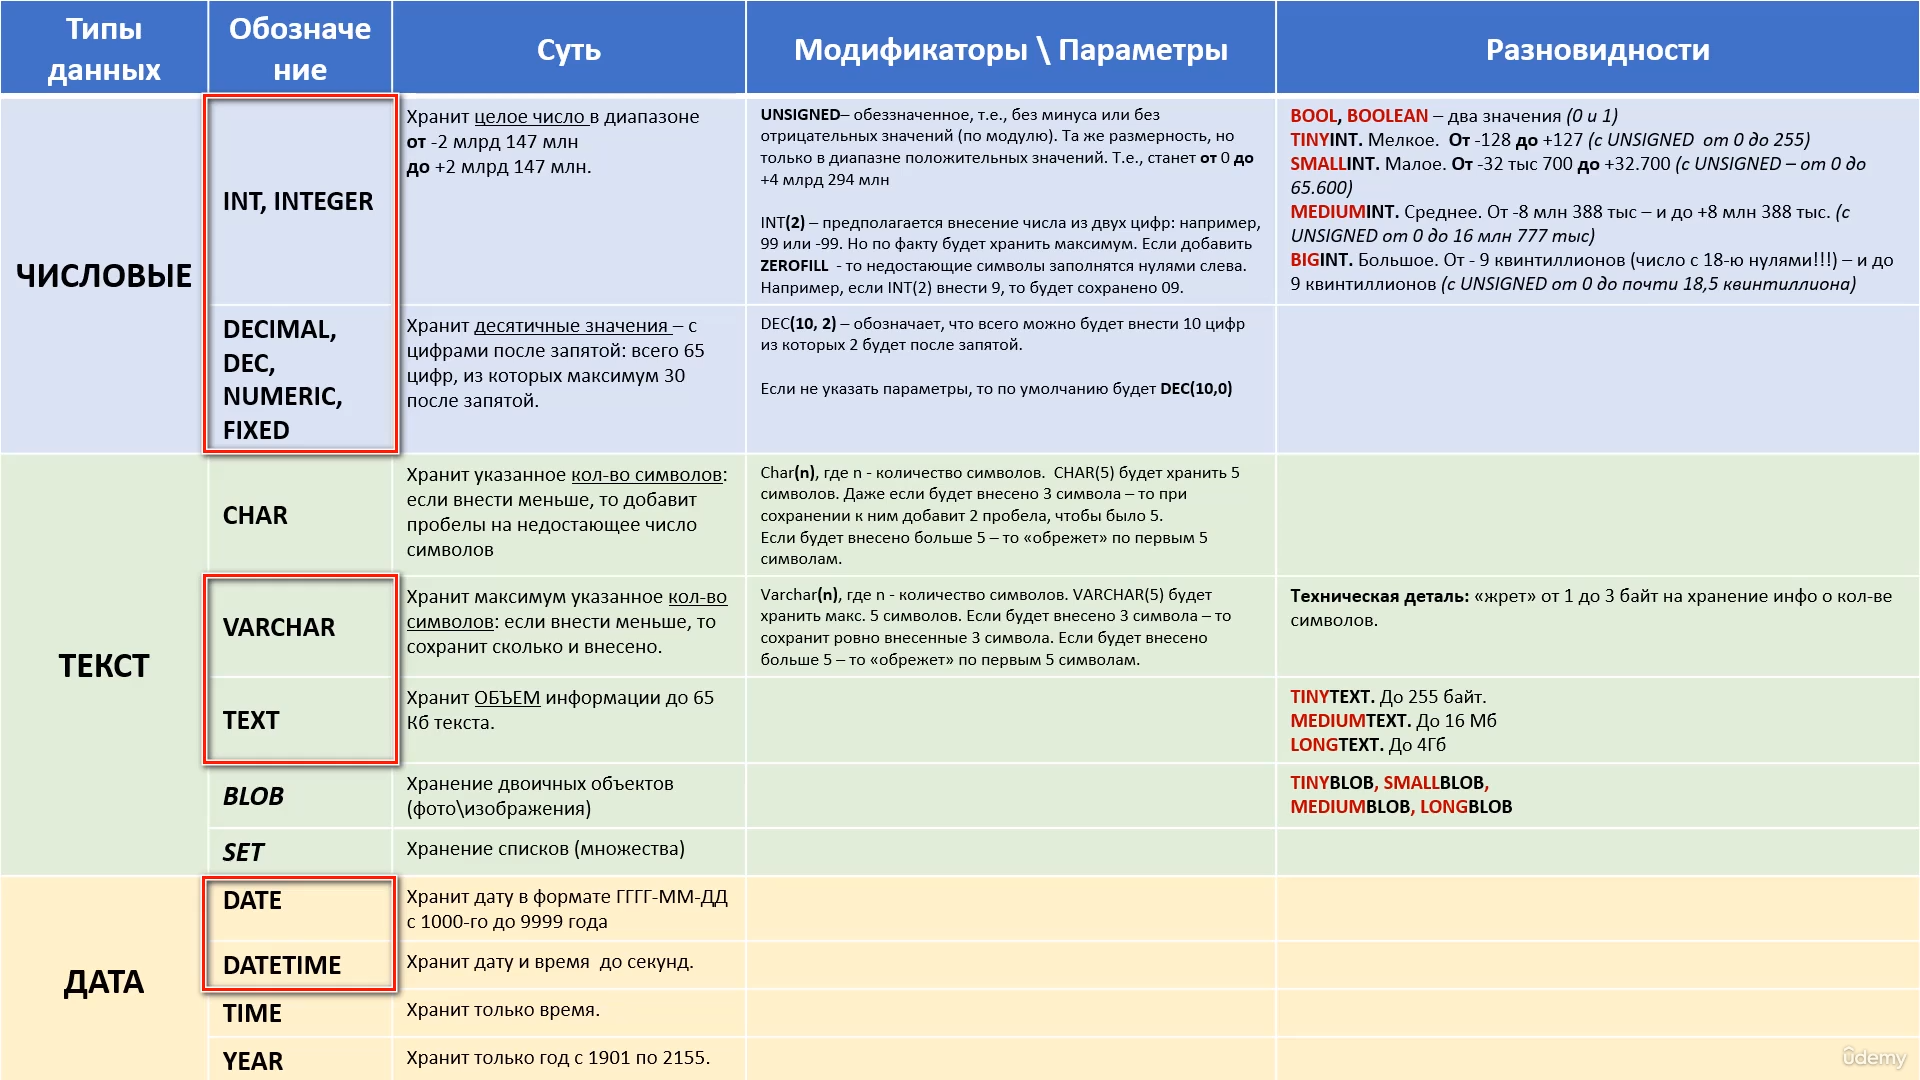 Типы
данных
Обозначе
ние
Суть
Модификаторы \ Параметры
Разновидности
ЧИСЛОВЫЕ
INT, INTEGER
Хранит целое число в диапазоне
от -2 млрд 147 млн
до +2 млрд 147 млн.
UNSIGNED– обеззначенное, т.е., без минуса или без
отрицательных значений (по модулю). Та же размерность, но
только в диапазне положительных значений. Т.е., станет от 0 до
+4 млрд 294 млн
INT(2) – предполагается внесение числа из двух цифр: например,
99 или -99. Но по факту будет хранить максимум. Если добавить
ZEROFILL - то недостающие символы заполнятся нулями слева.
Например, если INT(2) внести 9, то будет сохранено 09.
BOOL, BOOLEAN – два значения (0 и 1)
TINYINT. Мелкое. От -128 до +127 (с UNSIGNED от 0 до 255)
SMALLINT. Малое. От -32 тыс 700 до +32.700 (с UNSIGNED – от 0 до
65.600)
MEDIUMINT. Среднее. От -8 млн 388 тыс – и до +8 млн 388 тыс. (с
UNSIGNED от 0 до 16 млн 777 тыс)
BIGINT. Большое. От - 9 квинтиллионов (число с 18-ю нулями!!!) – и до
9 квинтиллионов (с UNSIGNED от 0 до почти 18,5 квинтиллиона)
DECIMAL,
DEC,
NUMERIC,
FIXED
Хранит десятичные значения – с
цифрами после запятой: всего 65
цифр, из которых максимум 30
после запятой.
DEC(10, 2) – обозначает, что всего можно будет внести 10 цифр
из которых 2 будет после запятой.
Если не указать параметры, то по умолчанию будет DEC(10,0)
ТЕКСТ
CHAR
Хранит указанное кол-во символов:
если внести меньше, то добавит
пробелы на недостающее число
символов
Char(n), где n - количество символов. CHAR(5) будет хранить 5
символов. Даже если будет внесено 3 символа – то при
сохранении к ним добавит 2 пробела, чтобы было 5.
Если будет внесено больше 5 – то «обрежет» по первым 5
символам.
VARCHAR
Хранит максимум указанное кол-во
символов: если внести меньше, то
сохранит сколько и внесено.
Varchar(n), где n - количество символов. VARCHAR(5) будет
хранить макс. 5 символов. Если будет внесено 3 символа – то
сохранит ровно внесенные 3 символа. Если будет внесено
больше 5 – то «обрежет» по первым 5 символам.
Техническая деталь: «жрет» от 1 до 3 байт на хранение инфо о кол-ве
символов.
TEXT
Хранит ОБЪЕМ информации до 65
Кб текста.
TINYTEXT. До 255 байт.
MEDIUMTEXT. До 16 Мб
LONGTEXT. До 4Гб
BLOB
Хранение двоичных объектов
(фото\изображения)
TINYBLOB, SMALLBLOB,
MEDIUMBLOB, LONGBLOB
SET
Хранение списков (множества)
ДАТА
DATE
Хранит дату в формате ГГГГ-ММ-ДД
с 1000-го до 9999 года
DATETIME
Хранит дату и время до секунд.
TIME
Хранит только время.
YEAR
Хранит только год с 1901 по 2155.
ûdemy